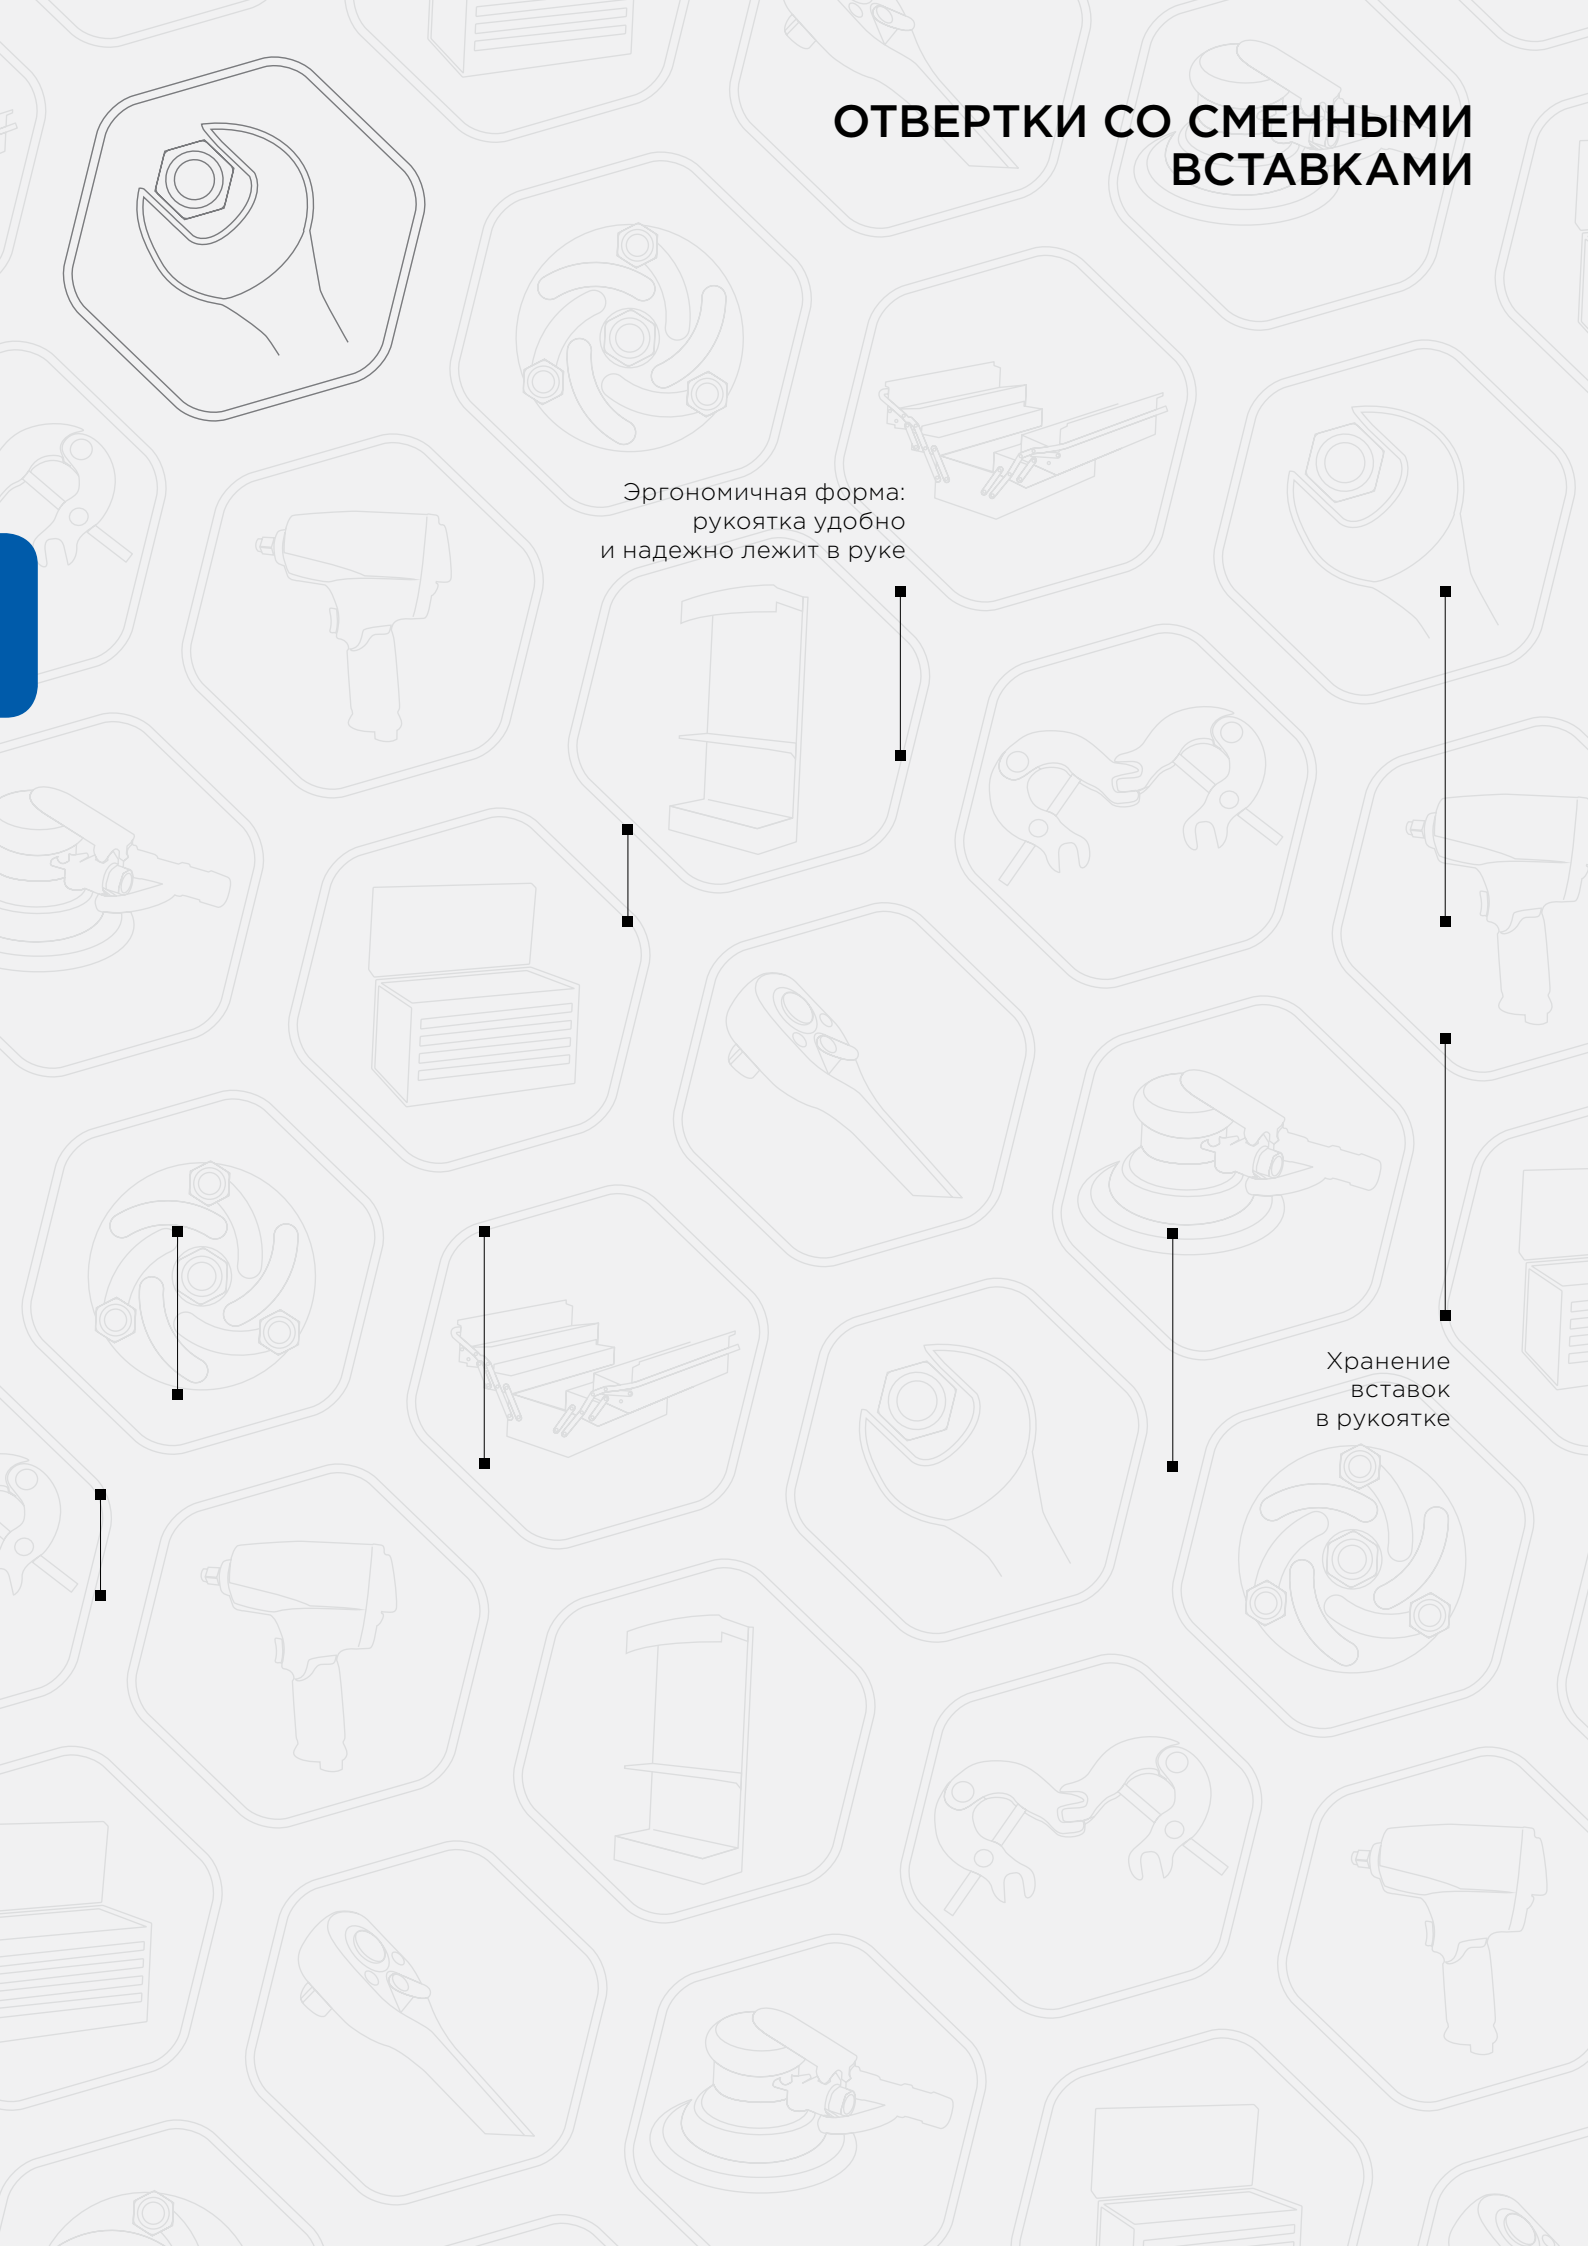 ОТВЕРТКИ СО СМЕННЫМИ
ВСТАВКАМИ
Эргономичная форма:
рукоятка удобно
и надежно лежит в руке
Хранение
вставок
в рукоятке